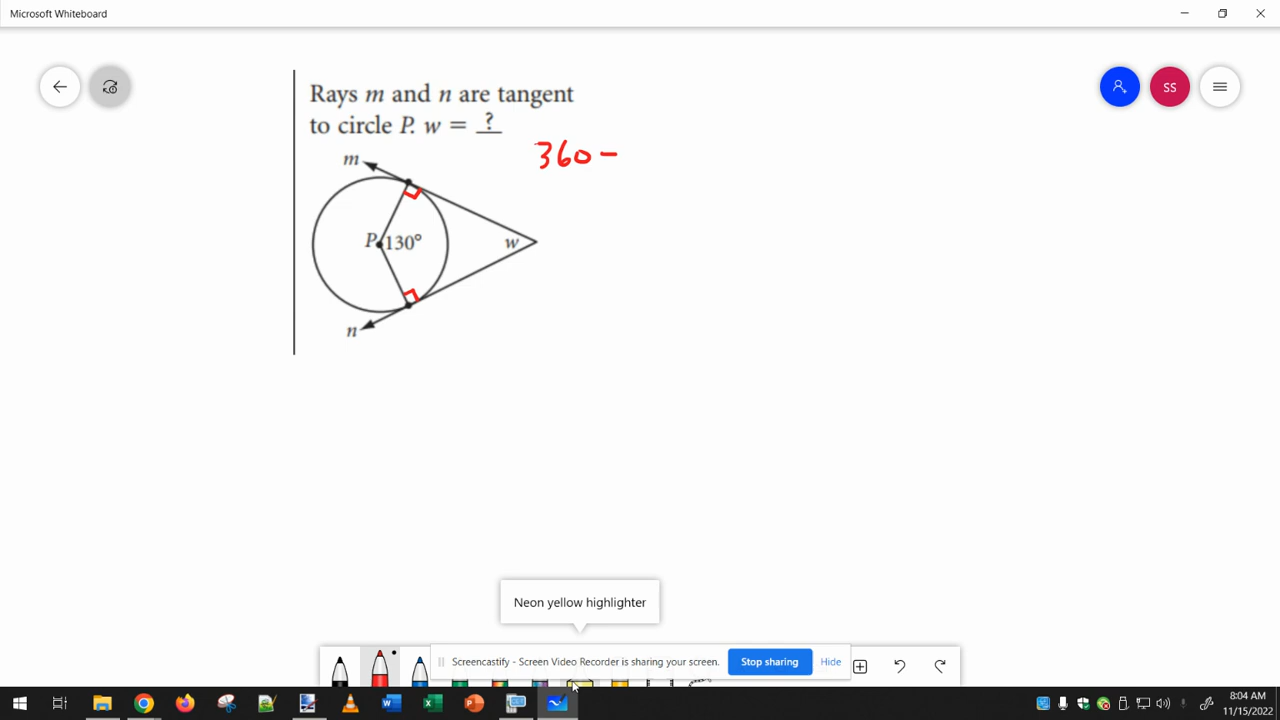 Microsoft Whiteboard
SS
Rays m and n are tangent
to circle P. w = ?
360 -
m
P
130°
w
n
Neon yellow highlighter
Screencastify - Screen Video Recorder is sharing your screen.
Stop sharing
Hide
8:04 AM
11/15/2022